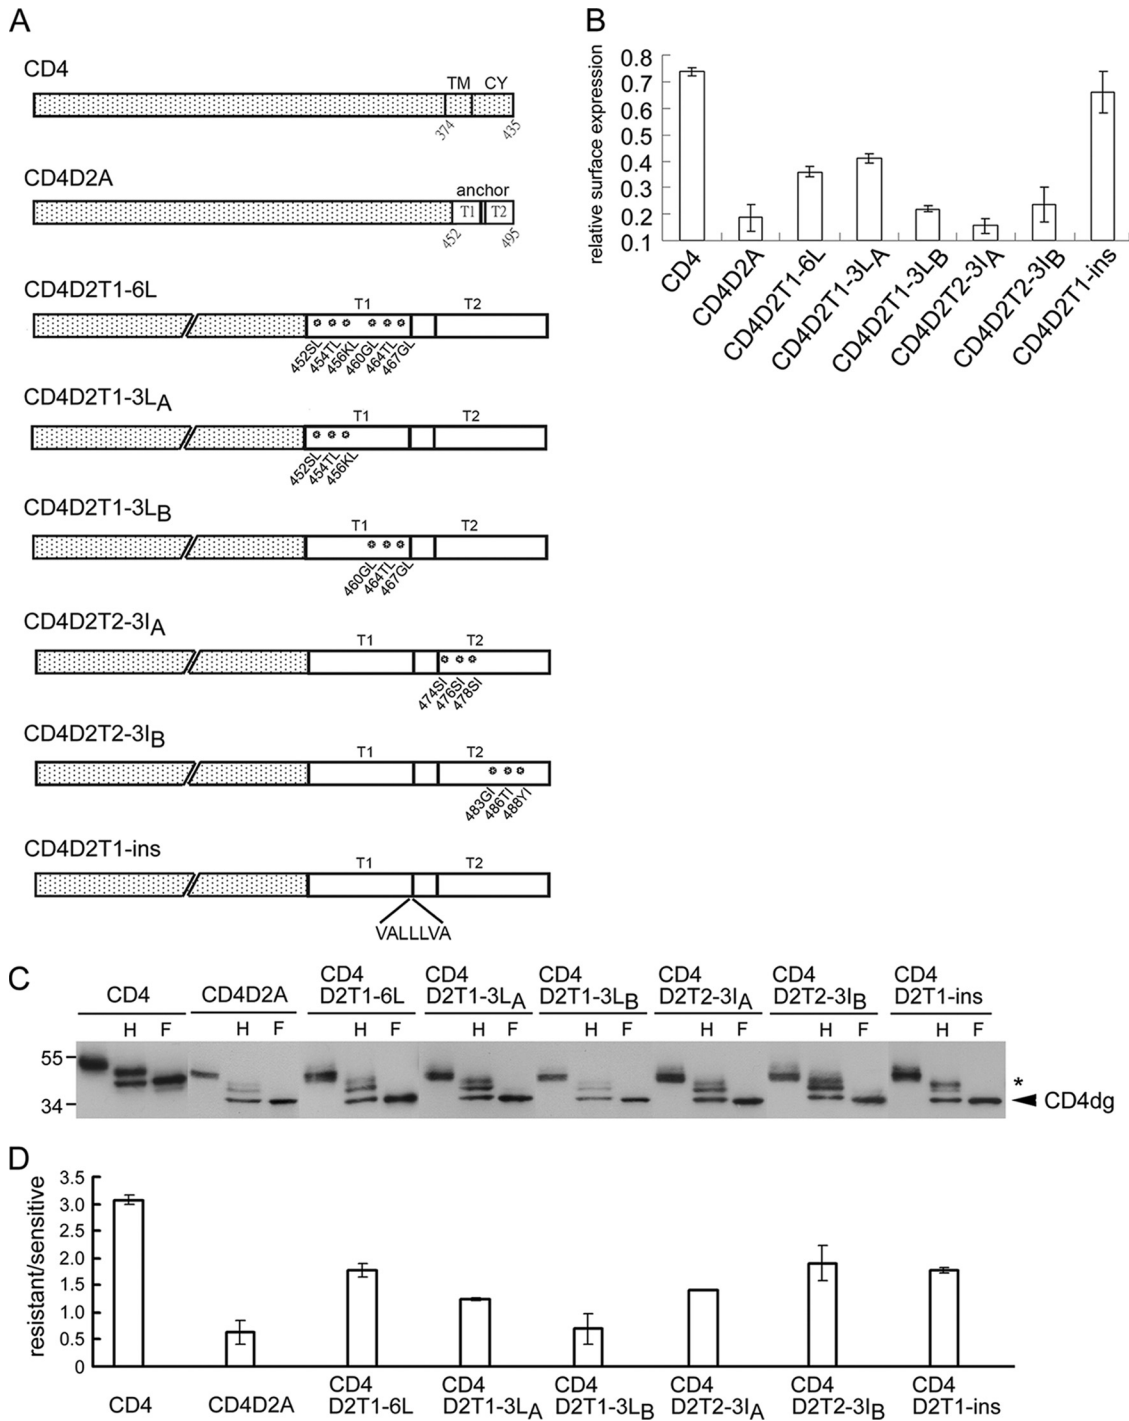 A
CD4
TM CY
374 435
CD4D2A
anchor
T1 T2
452 495
CD4D2T1-6L
T1 T2
452SL 454TL 456KL 460GL 464TL 467GL
CD4D2T1-3LA
T1 T2
452SL 454TL 456KL
CD4D2T1-3LB
T1 T2
460GL 464TL 467GL
CD4D2T2-3IA
T1 T2
474SI 476SI 478SI
CD4D2T2-3IB
T1 T2
483GI 486TI 488YI
CD4D2T1-ins
T1 T2
VALLLVA
B
relative surface expression
0.8
0.7
0.6
0.5
0.4
0.3
0.2
0.1
CD4 CD4D2A CD4D2T1-6L CD4D2T1-3LA CD4D2T1-3LB CD4D2T2-3IA CD4D2T2-3IB CD4D2T1-ins
C
CD4 CD4D2A CD4 D2T1-6L CD4 D2T1-3LA CD4 D2T1-3LB CD4 D2T2-3IA CD4 D2T2-3IB CD4 D2T1-ins
H F H F H F H F H F H F H F H F
55
34
*
CD4dg
D
resistant/sensitive
3.5
3.0
2.5
2.0
1.5
1.0
0.5
0
CD4 CD4D2A CD4 D2T1-6L CD4 D2T1-3LA CD4 D2T1-3LB CD4 D2T2-3IA CD4 D2T2-3IB CD4 D2T1-ins